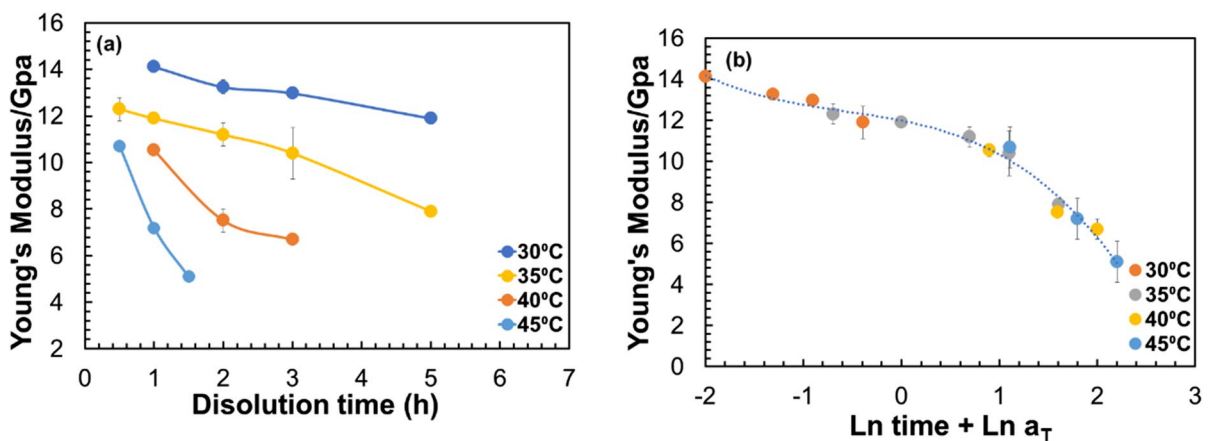 (a)
Young's Modulus/Gpa
16
14
12
10
8
6
4
2
0 1 2 3 4 5 6 7
Disolution time (h)
30ºC
35ºC
40ºC
45ºC
(b)
Young's Modulus/Gpa
16
14
12
10
8
6
4
2
0
-2 -1 0 1 2 3
Ln time + Ln aT
30ºC
35ºC
40ºC
45ºC